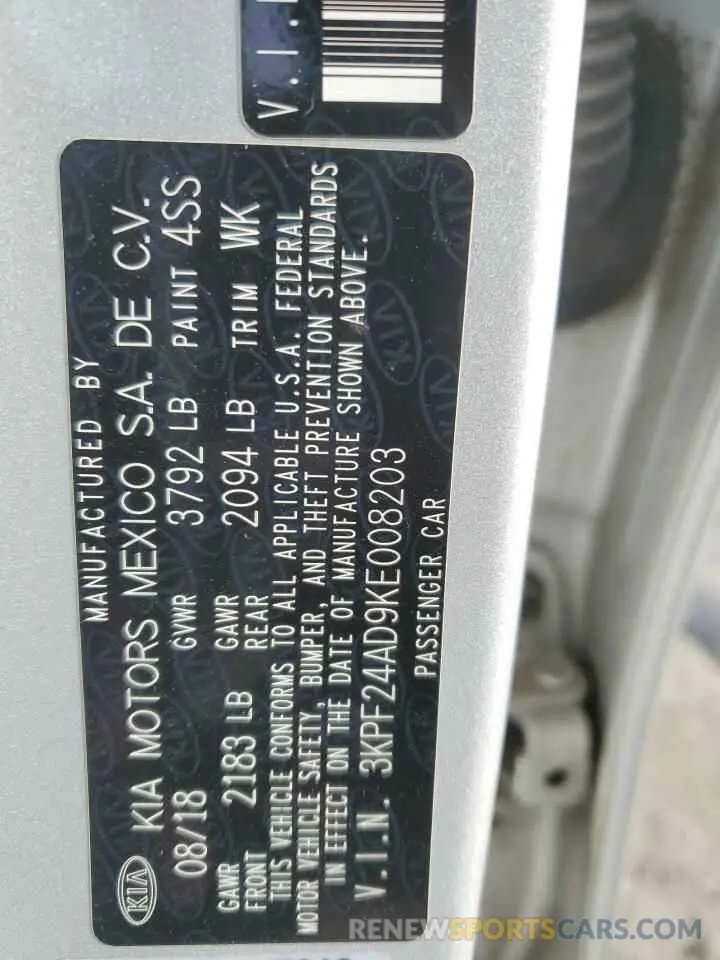 V.I.
MANUFACTURED BY
KIA KIA MOTORS MEXICO S.A. DE C.V.
08/18 GVWR 3792 LB PAINT 4SS
GAWR FRONT 2183 LB GAWR REAR 2094 LB TRIM WK
THIS VEHICLE CONFORMS TO ALL APPLICABLE U.S.A. FEDERAL
MOTOR VEHICLE SAFETY, BUMPER, AND THEFT PREVENTION STANDARDS
IN EFFECT ON THE DATE OF MANUFACTURE SHOWN ABOVE.
V.I.N. 3KPF24AD9KE008203
PASSENGER CAR
RENEWSPORTSCARS.COM